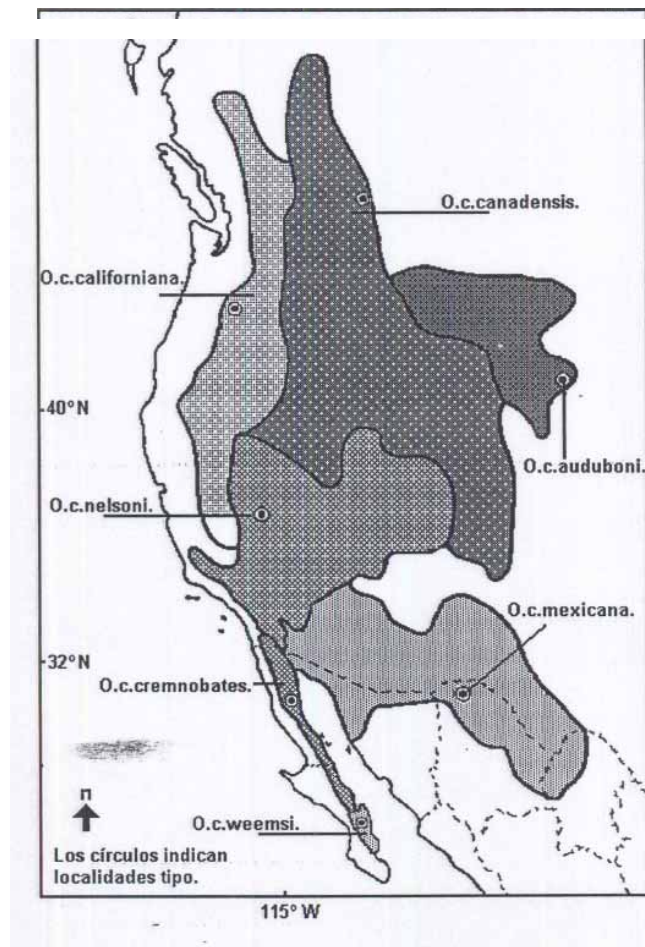 O.c.canadensis.
O.c.californiana.
40°N
O.c.auduboni.
O.c.nelsoni.
O.c.mexicana.
32°N
O.c.cremnobates.
n
O.c.weemsi.
Los círculos indican
localidades tipo.
115° W